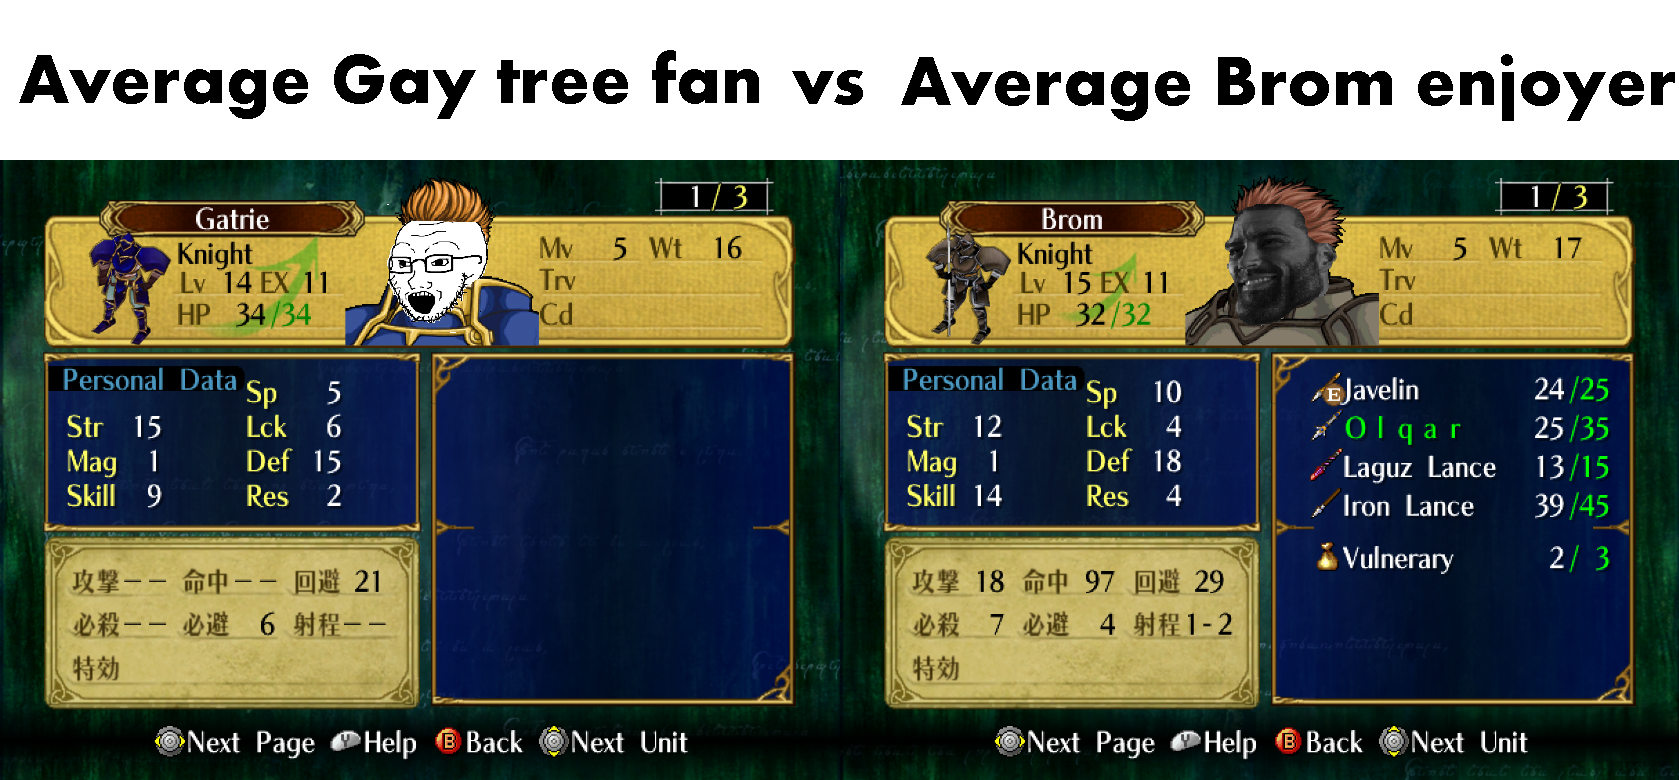 Average Gay tree fan vs Average Brom enjoyer
1 / 3
Gatrie
Knight
Lv 14 EX 11
HP 34/34
Mv 5 Wt 16
Trv
Cd
Personal Data
Sp 5
Str 15 Lck 6
Mag 1 Def 15
Skill 9 Res 2
攻撃-- 命中-- 回避 21
必殺-- 必避 6 射程--
特効
Next Page Help B Back Next Unit
1 / 3
Brom
Knight
Lv 15 EX 11
HP 32/32
Mv 5 Wt 17
Trv
Cd
Personal Data
Sp 10
Str 12 Lck 4
Mag 1 Def 18
Skill 14 Res 4
E Javelin 24/25
Olqar 25/35
Laguz Lance 13/15
Iron Lance 39/45
Vulnerary 2/ 3
攻撃 18 命中 97 回避 29
必殺 7 必避 4 射程 1-2
特効
Next Page Help B Back Next Unit